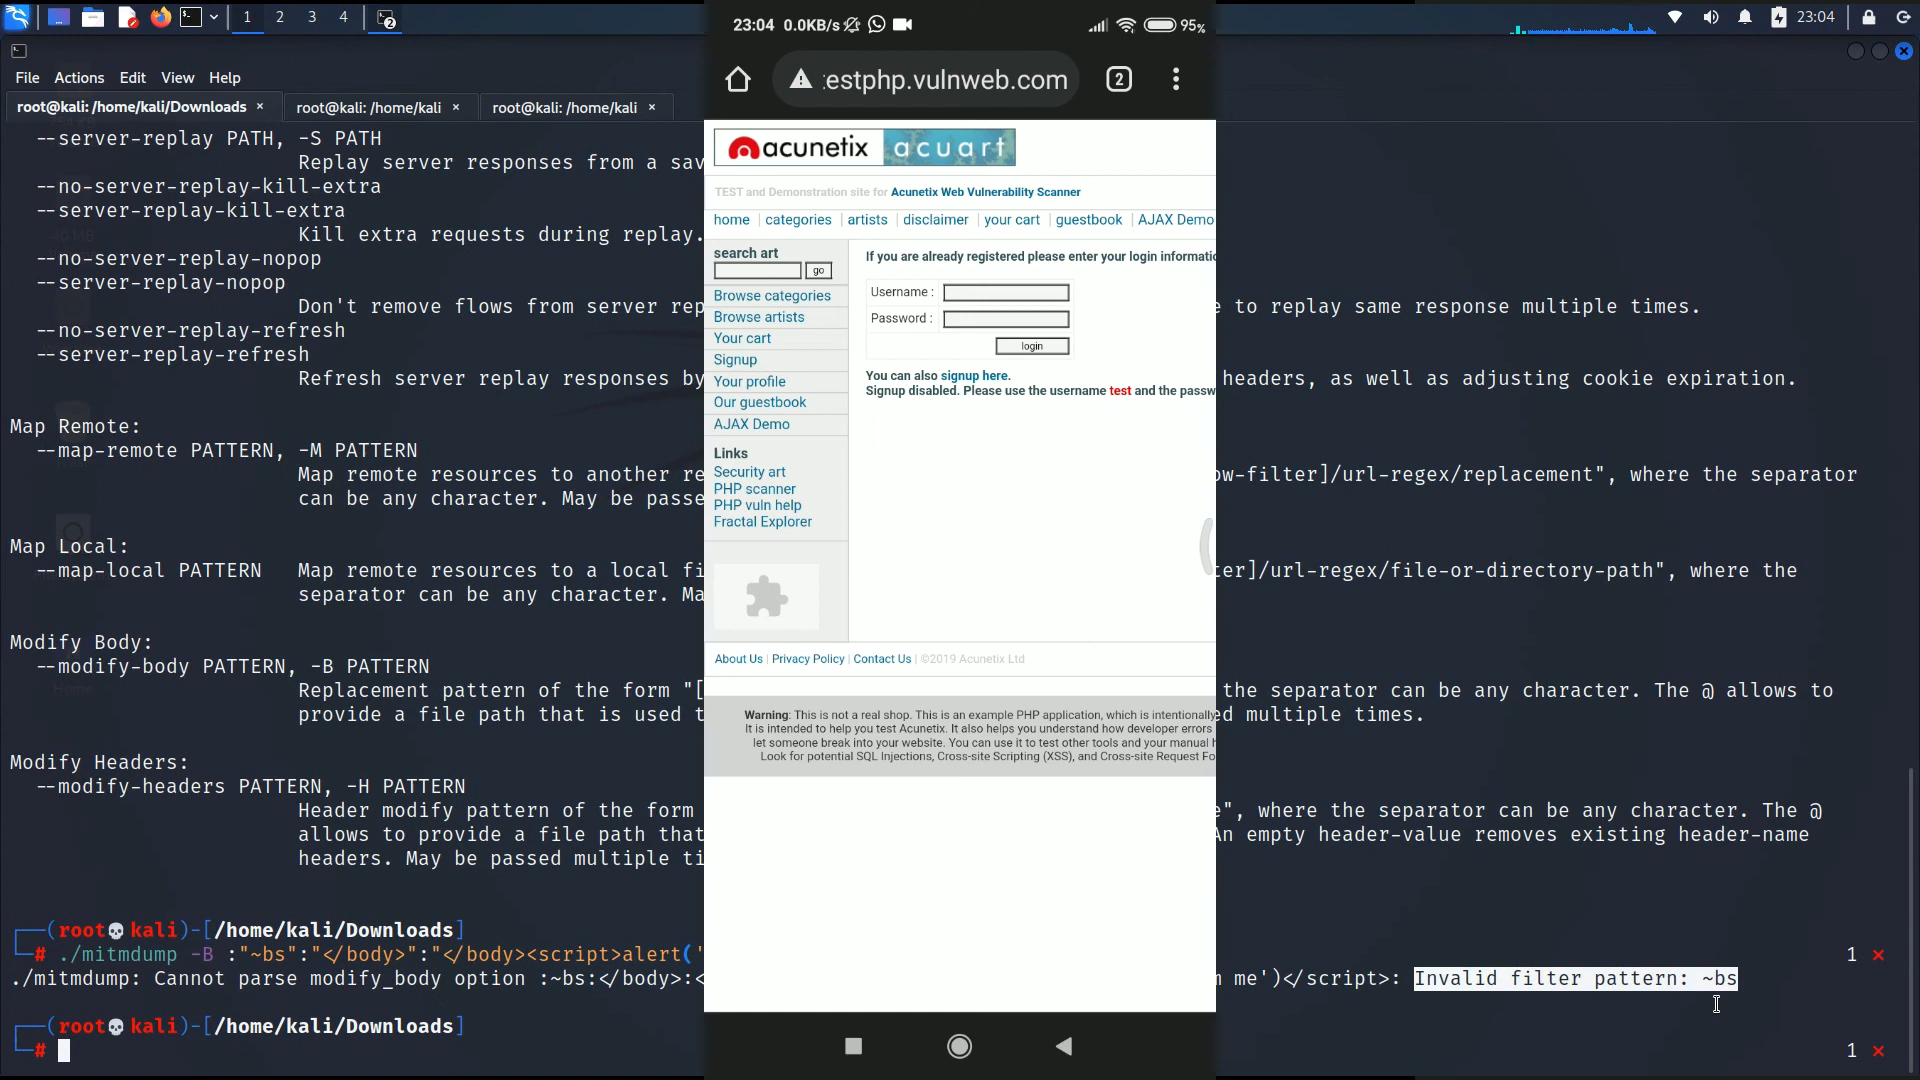 1 2 3 4 2 23:04
File Actions Edit View Help
root@kali: /home/kali/Downloads × root@kali: /home/kali × root@kali: /home/kali ×
--server-replay PATH, -S PATH
Replay server responses from a sav
--no-server-replay-kill-extra
--server-replay-kill-extra
Kill extra requests during replay.
--no-server-replay-nopop
--server-replay-nopop
Don't remove flows from server rep e to replay same response multiple times.
--no-server-replay-refresh
--server-replay-refresh
Refresh server replay responses by headers, as well as adjusting cookie expiration.
Map Remote:
--map-remote PATTERN, -M PATTERN
Map remote resources to another re ow-filter]/url-regex/replacement", where the separator
can be any character. May be passe
Map Local:
--map-local PATTERN Map remote resources to a local fi ter]/url-regex/file-or-directory-path", where the
separator can be any character. Ma
Modify Body:
--modify-body PATTERN, -B PATTERN
Replacement pattern of the form "[ the separator can be any character. The @ allows to
provide a file path that is used t ed multiple times.
Modify Headers:
--modify-headers PATTERN, -H PATTERN
Header modify pattern of the form e", where the separator can be any character. The @
allows to provide a file path that An empty header-value removes existing header-name
headers. May be passed multiple ti
(root💀kali)-[/home/kali/Downloads]
# ./mitmdump -B :"~bs":"</body>":"</body><script>alert(' 1 ×
./mitmdump: Cannot parse modify_body option :~bs:</body>:< m me')</script>: Invalid filter pattern: ~bs
(root💀kali)-[/home/kali/Downloads]
# 1 ×
23:04 0.0KB/s 95%
:estphp.vulnweb.com 2
acunetix acuart
TEST and Demonstration site for Acunetix Web Vulnerability Scanner
home | categories | artists | disclaimer | your cart | guestbook | AJAX Demo
search art
go
Browse categories
Browse artists
Your cart
Signup
Your profile
Our guestbook
AJAX Demo
Links
Security art
PHP scanner
PHP vuln help
Fractal Explorer
If you are already registered please enter your login informatio
Username :
Password :
login
You can also signup here.
Signup disabled. Please use the username test and the passw
About Us | Privacy Policy | Contact Us | ©2019 Acunetix Ltd
Warning: This is not a real shop. This is an example PHP application, which is intentionally
It is intended to help you test Acunetix. It also helps you understand how developer errors
let someone break into your website. You can use it to test other tools and your manual h
Look for potential SQL Injections, Cross-site Scripting (XSS), and Cross-site Request Fo